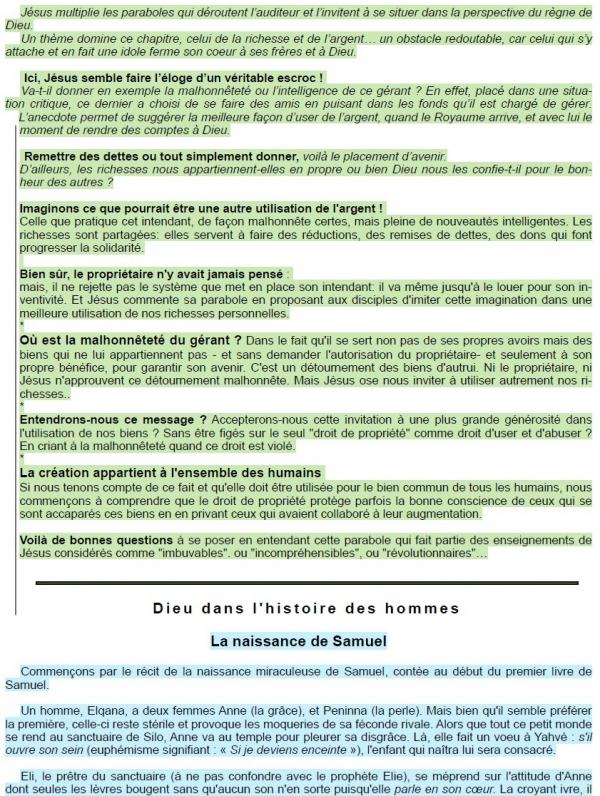 Jésus multiplie les paraboles qui déroutent l'auditeur et l'invitent à se situer dans la perspective du règne de
Dieu.
Un thème domine ce chapitre, celui de la richesse et de l'argent… un obstacle redoutable, car celui qui s'y
attache et en fait une idole ferme son coeur à ses frères et à Dieu.
Ici, Jésus semble faire l'éloge d'un véritable escroc !
Va-t-il donner en exemple la malhonnêteté ou l'intelligence de ce gérant ? En effet, placé dans une situa-
tion critique, ce dernier a choisi de se faire des amis en puisant dans les fonds qu'il est chargé de gérer.
L'anecdote permet de suggérer la meilleure façon d'user de l'argent, quand le Royaume arrive, et avec lui le
moment de rendre des comptes à Dieu.
Remettre des dettes ou tout simplement donner, voilà le placement d'avenir.
D'ailleurs, les richesses nous appartiennent-elles en propre ou bien Dieu nous les confie-t-il pour le bon-
heur des autres ?
Imaginons ce que pourrait être une autre utilisation de l'argent !
Celle que pratique cet intendant, de façon malhonnête certes, mais pleine de nouveautés intelligentes. Les
richesses sont partagées: elles servent à faire des réductions, des remises de dettes, des dons qui font
progresser la solidarité.
Bien sûr, le propriétaire n'y avait jamais pensé :
mais, il ne rejette pas le système que met en place son intendant: il va même jusqu'à le louer pour son in-
ventivité. Et Jésus commente sa parabole en proposant aux disciples d'imiter cette imagination dans une
meilleure utilisation de nos richesses personnelles.
*
Où est la malhonnêteté du gérant ? Dans le fait qu'il se sert non pas de ses propres avoirs mais des
biens qui ne lui appartiennent pas - et sans demander l'autorisation du propriétaire- et seulement à son
propre bénéfice, pour garantir son avenir. C'est un détournement des biens d'autrui. Ni le propriétaire, ni
Jésus n'approuvent ce détournement malhonnête. Mais Jésus ose nous inviter à utiliser autrement nos ri-
chesses..
*
Entendrons-nous ce message ? Accepterons-nous cette invitation à une plus grande générosité dans
l'utilisation de nos biens ? Sans être figés sur le seul "droit de propriété" comme droit d'user et d'abuser ?
En criant à la malhonnêteté quand ce droit est violé.
*
La création appartient à l'ensemble des humains
Si nous tenons compte de ce fait et qu'elle doit être utilisée pour le bien commun de tous les humains, nous
commençons à comprendre que le droit de propriété protège parfois la bonne conscience de ceux qui se
sont accaparés ces biens en en privant ceux qui avaient collaboré à leur augmentation.
Voilà de bonnes questions à se poser en entendant cette parabole qui fait partie des enseignements de
Jésus considérés comme "imbuvables". ou "incompréhensibles", ou "révolutionnaires"…
Dieu dans l'histoire des hommes
La naissance de Samuel
Commençons par le récit de la naissance miraculeuse de Samuel, contée au début du premier livre de
Samuel.
Un homme, Elqana, a deux femmes Anne (la grâce), et Peninna (la perle). Mais bien qu'il semble préférer
la première, celle-ci reste stérile et provoque les moqueries de sa féconde rivale. Alors que tout ce petit monde
se rend au sanctuaire de Silo, Anne va au temple pour pleurer sa disgrâce. Là, elle fait un voeu à Yahvé : s'il
ouvre son sein (euphémisme signifiant : « Si je deviens enceinte »), l'enfant qui naîtra lui sera consacré.
Eli, le prêtre du sanctuaire (à ne pas confondre avec le prophète Elie), se méprend sur l'attitude d'Anne
dont seules les lèvres bougent sans qu'aucun son n'en sorte puisqu'elle parle en son cœur. La croyant ivre, il